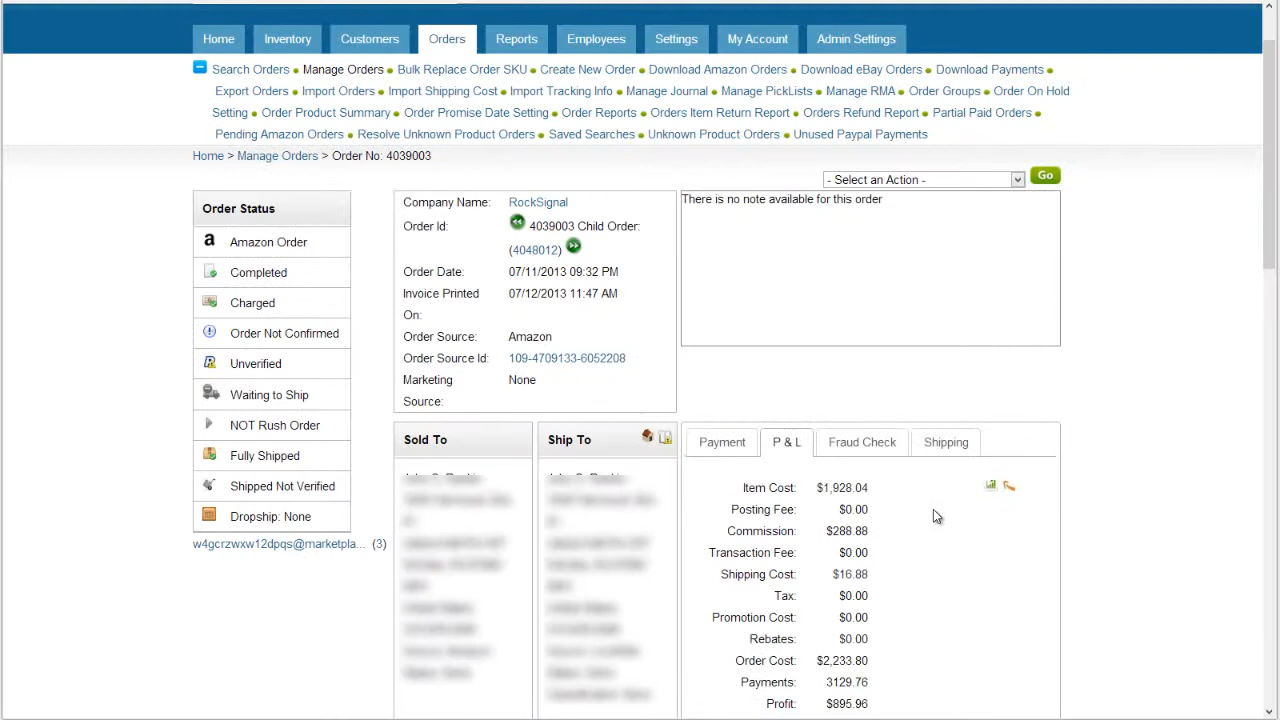 Home Inventory Customers Orders Reports Employees Settings My Account Admin Settings
Search Orders Manage Orders Bulk Replace Order SKU Create New Order Download Amazon Orders Download eBay Orders Download Payments
Export Orders Import Orders Import Shipping Cost Import Tracking Info Manage Journal Manage PickLists Manage RMA Order Groups Order On Hold
Setting Order Product Summary Order Promise Date Setting Order Reports Orders Item Return Report Orders Refund Report Partial Paid Orders
Pending Amazon Orders Resolve Unknown Product Orders Saved Searches Unknown Product Orders Unused Paypal Payments
Home > Manage Orders > Order No: 4039003
- Select an Action - Go
Order Status
Amazon Order
Completed
Charged
Order Not Confirmed
Unverified
Waiting to Ship
NOT Rush Order
Fully Shipped
Shipped Not Verified
Dropship: None
w4gcrzwxw12dpqs@marketpla... (3)
Company Name: RockSignal
Order Id: 4039003 Child Order:
(4048012)
Order Date: 07/11/2013 09:32 PM
Invoice Printed 07/12/2013 11:47 AM
On:
Order Source: Amazon
Order Source Id: 109-4709133-6052208
Marketing None
Source:
There is no note available for this order
Sold To
Ship To
Payment P & L Fraud Check Shipping
Item Cost: $1,928.04
Posting Fee: $0.00
Commission: $288.88
Transaction Fee: $0.00
Shipping Cost: $16.88
Tax: $0.00
Promotion Cost: $0.00
Rebates: $0.00
Order Cost: $2,233.80
Payments: 3129.76
Profit: $895.96